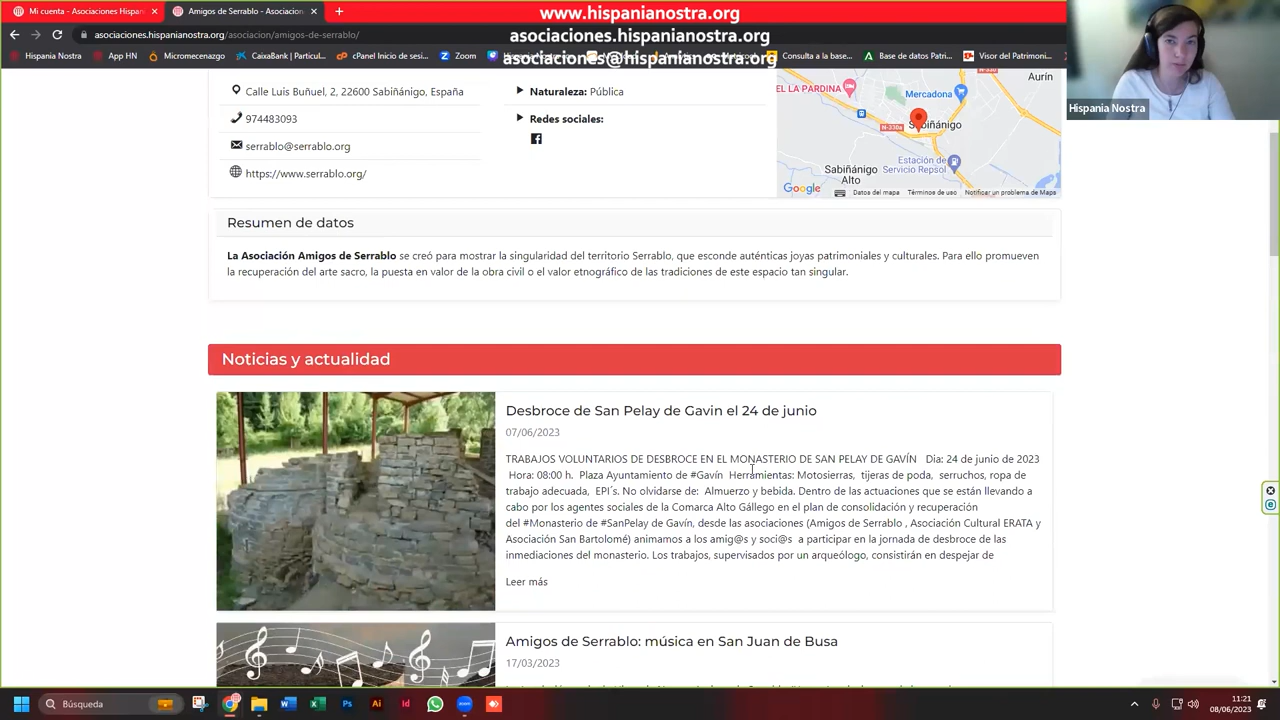 Mi cuenta - Asociaciones Hispani
Amigos de Serrablo - Asociacion
www.hispanianostra.org
asociaciones.hispanianostra.org/asociacion/amigos-de-serrablo/
asociaciones.hispanianostra.org
Hispania Nostra
App HN
Micromecenazgo
CaixaBank | Particul...
cPanel Inicio de sesi...
Zoom
asociaciones@hispanianostra.org
Consulta a la base...
Base de datos Patri...
Visor del Patrimoni...
Hispania Nostra
Calle Luis Buñuel, 2, 22600 Sabiñánigo, España
974483093
serrablo@serrablo.org
https://www.serrablo.org/
Naturaleza: Pública
Redes sociales:
Aurín
EL LA PARDINA
Mercadona
N-330a
Sabiñánigo
Estación de
Servicio Repsol
Sabiñánigo
Alto
Google
Datos del mapa
Términos de uso
Notificar un problema de Maps
Resumen de datos
La Asociación Amigos de Serrablo se creó para mostrar la singularidad del territorio Serrablo, que esconde auténticas joyas patrimoniales y culturales. Para ello promueven
la recuperación del arte sacro, la puesta en valor de la obra civil o el valor etnográfico de las tradiciones de este espacio tan singular.
Noticias y actualidad
Desbroce de San Pelay de Gavin el 24 de junio
07/06/2023
TRABAJOS VOLUNTARIOS DE DESBROCE EN EL MONASTERIO DE SAN PELAY DE GAVÍN Dia: 24 de junio de 2023
Hora: 08:00 h. Plaza Ayuntamiento de #Gavín Herramientas: Motosierras, tijeras de poda, serruchos, ropa de
trabajo adecuada, EPI´s. No olvidarse de: Almuerzo y bebida. Dentro de las actuaciones que se están llevando a
cabo por los agentes sociales de la Comarca Alto Gállego en el plan de consolidación y recuperación
del #Monasterio de #SanPelay de Gavín, desde las asociaciones (Amigos de Serrablo , Asociación Cultural ERATA y
Asociación San Bartolomé) animamos a los amig@s y soci@s a participar en la jornada de desbroce de las
inmediaciones del monasterio. Los trabajos, supervisados por un arqueólogo, consistirán en despejar de
Leer más
Amigos de Serrablo: música en San Juan de Busa
17/03/2023
Búsqueda
11:21
08/06/2023